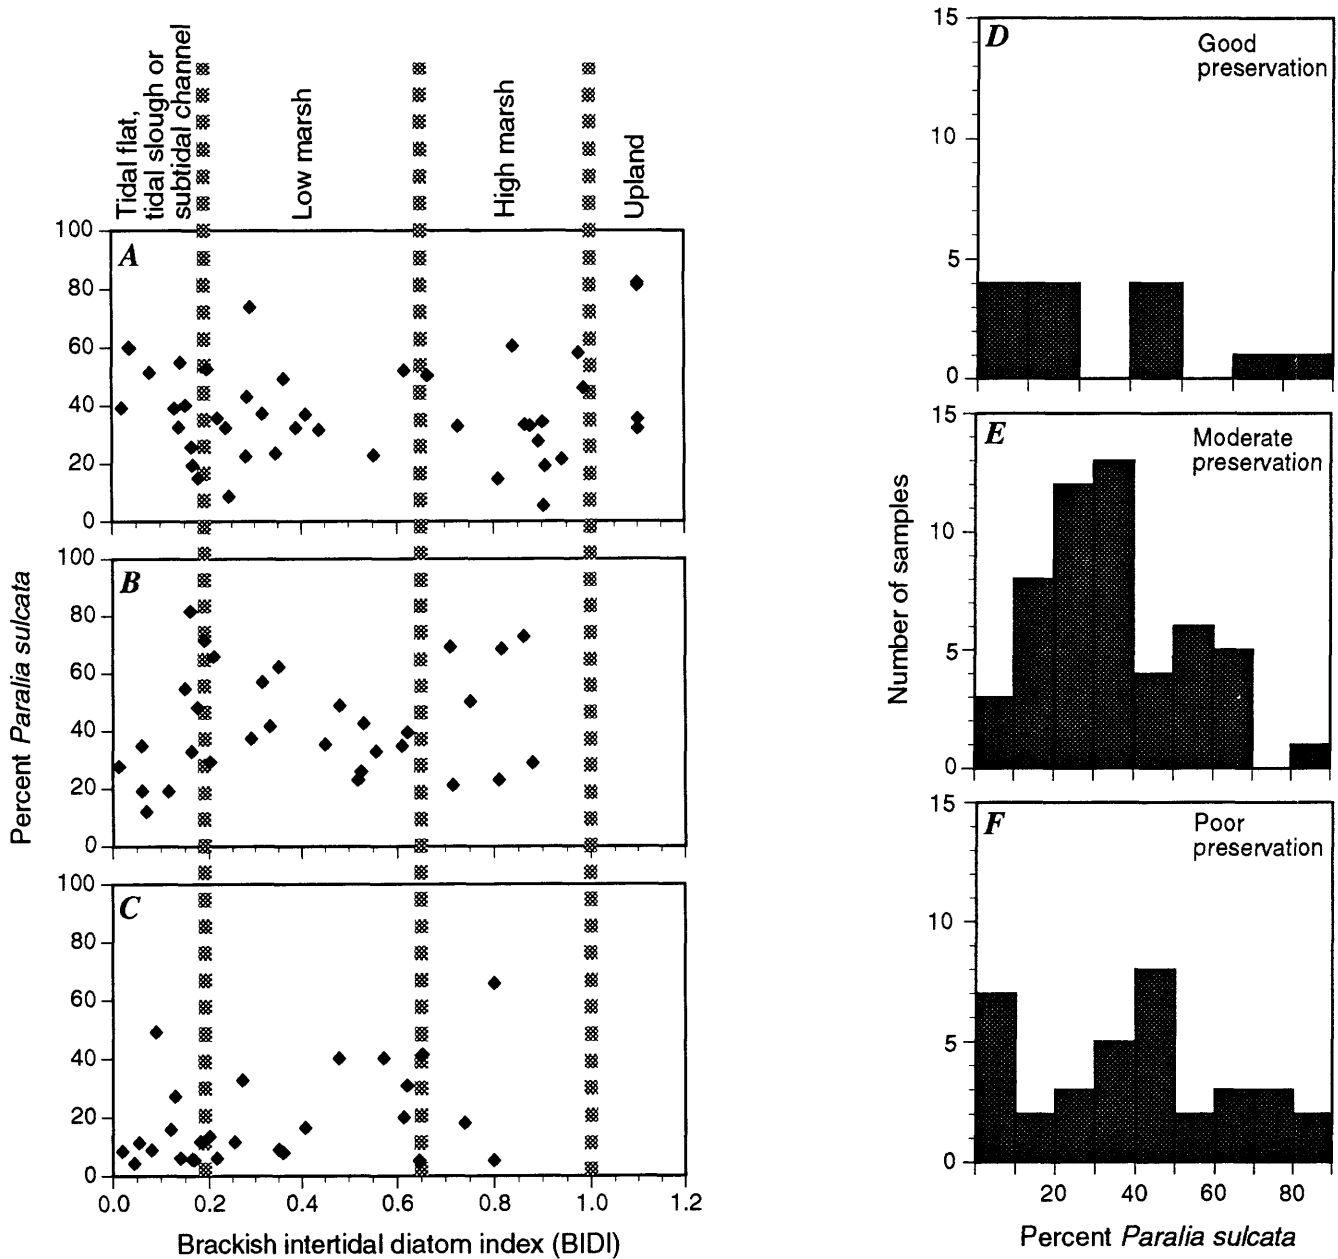 Tidal flat,
tidal slough or
subtidal channel
Low marsh
High marsh
Upland
A
100
80
60
40
20
0
B
100
80
60
40
20
0
C
100
80
60
40
20
0
0.0 0.2 0.4 0.6 0.8 1.0 1.2
Percent Paralia sulcata
Brackish intertidal diatom index (BIDI)
D
Good
preservation
15
10
5
0
E
Moderate
preservation
15
10
5
0
F
Poor
preservation
15
10
5
0
20 40 60 80
Number of samples
Percent Paralia sulcata